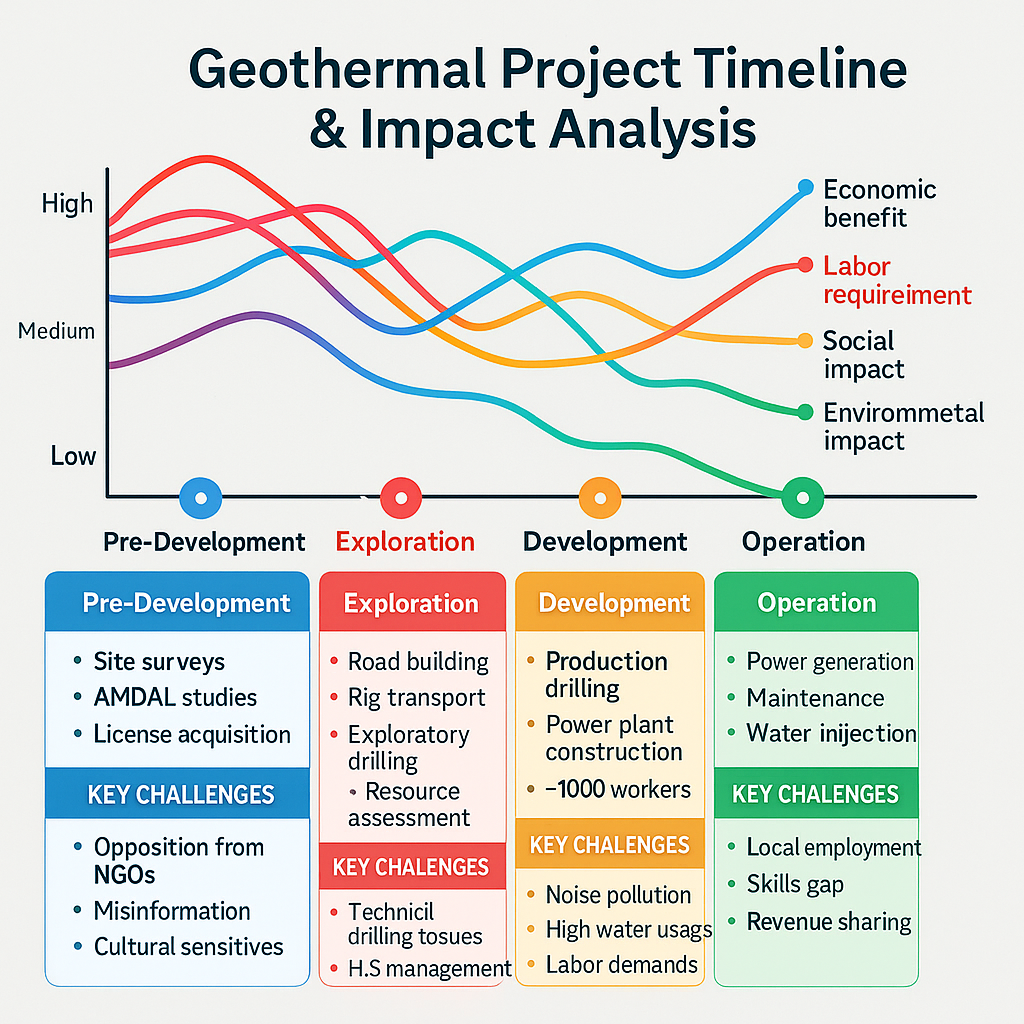 Geothermal Project Timeline
& Impact Analysis
High
Medium
Low
Economic
benefit
Labor
requireiment
Social
impact
Envirommetal
impact
Pre-Development
Exploration
Development
Operation
Pre-Development
• Site surveys
• AMDAL studies
• License acquisition
KEY CHALLENGES
• Opposition from
NGOs
• Misinformation
• Cultural sensitives
Exploration
• Road building
• Rig transport
• Exploratory
drilling
• Resource
assessment
KEY CHALENGES
• Technicil
drilling tosues
• H.S management
Development
• Production
drilling
• Power plant
construction
• –1000 workers
KEY CHALENGES
• Noise pollution
• High water usags
• Labor demands
Operation
• Power generation
• Maintenance
• Water inijection
KEY CHALENGES
• Local employment
• Skills gap
• Revenue sharing